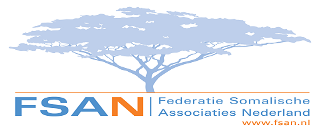 FSAN
Federatie Somalische
Associaties Nederland
www.fsan.nl